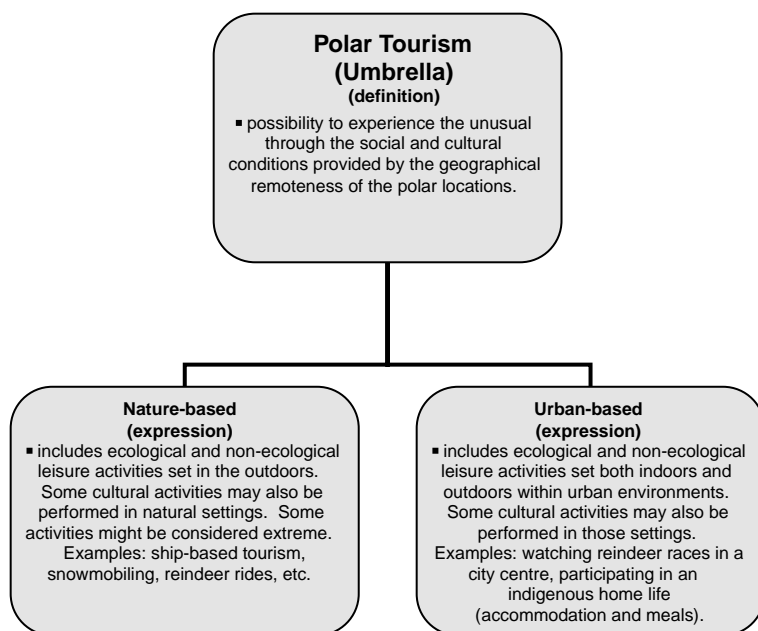 Polar Tourism
(Umbrella)
(definition)
▪ possibility to experience the unusual
through the social and cultural
conditions provided by the geographical
remoteness of the polar locations.
Nature-based
(expression)
▪ includes ecological and non-ecological
leisure activities set in the outdoors.
Some cultural activities may also be
performed in natural settings.  Some
activities might be considered extreme.
Examples: ship-based tourism,
snowmobiling, reindeer rides, etc.
Urban-based
(expression)
▪ includes ecological and non-ecological
leisure activities set both indoors and
outdoors within urban environments.
Some cultural activities may also be
performed in those settings.
Examples: watching reindeer races in a
city centre, participating in an
indigenous home life
(accommodation and meals).